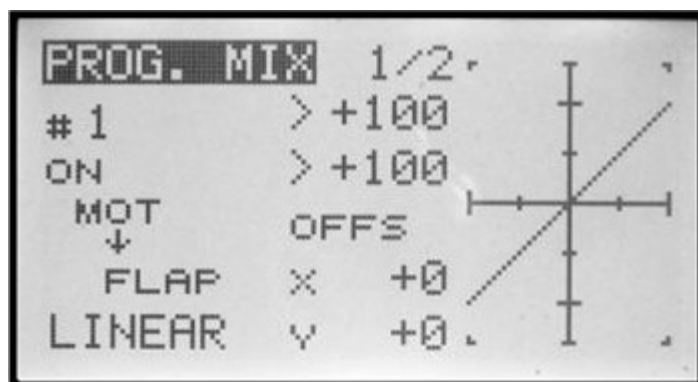 PROG. MIX 1/2
#1 > +100
ON > +100
MOT
↓ OFFS
FLAP X +0
LINEAR Y +0